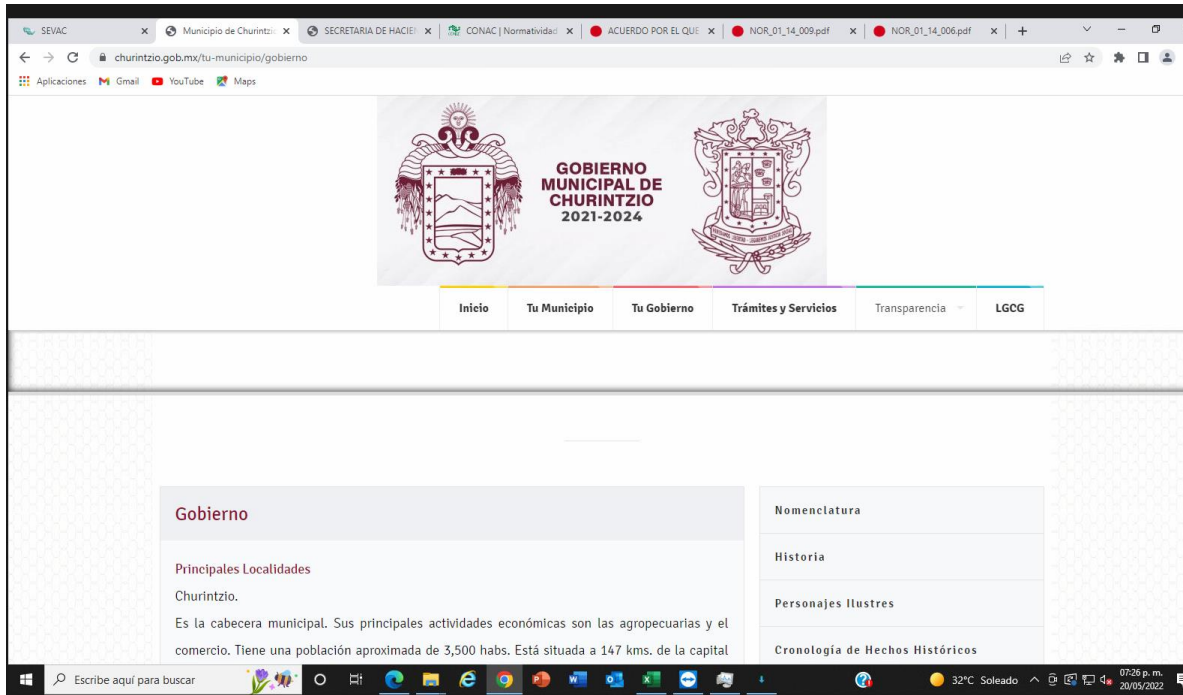 SEVAC
Municipio de Churintzio
SECRETARIA DE HACIEN
CONAC | Normatividad
ACUERDO POR EL QUE
NOR_01_14_009.pdf
NOR_01_14_006.pdf
churintzio.gob.mx/tu-municipio/gobierno
Aplicaciones Gmail YouTube Maps
GOBIERNO
MUNICIPAL DE
CHURINTZIO
2021-2024
Inicio Tu Municipio Tu Gobierno Trámites y Servicios Transparencia LGCG
Gobierno
Principales Localidades
Churintzio.
Es la cabecera municipal. Sus principales actividades económicas son las agropecuarias y el
comercio. Tiene una población aproximada de 3,500 habs. Está situada a 147 kms. de la capital
Nomenclatura
Historia
Personajes Ilustres
Cronología de Hechos Históricos
Escribe aquí para buscar
32°C Soleado
07:26 p. m.
20/05/2022